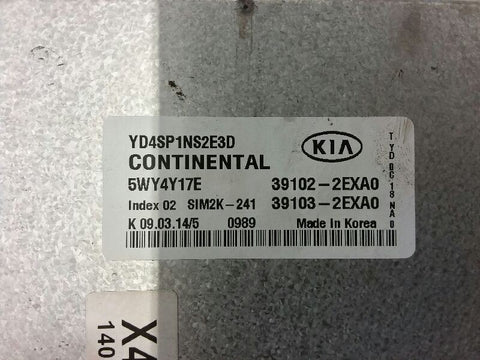 YD4SP1NS2E3D
CONTINENTAL
KIA
5WY4Y17E 39102-2EXA0
Index 02 SIM2K-241 39103-2EXA0
K 09.03.14/5 0989 Made in Korea
TYDGC18NA0
X4
140